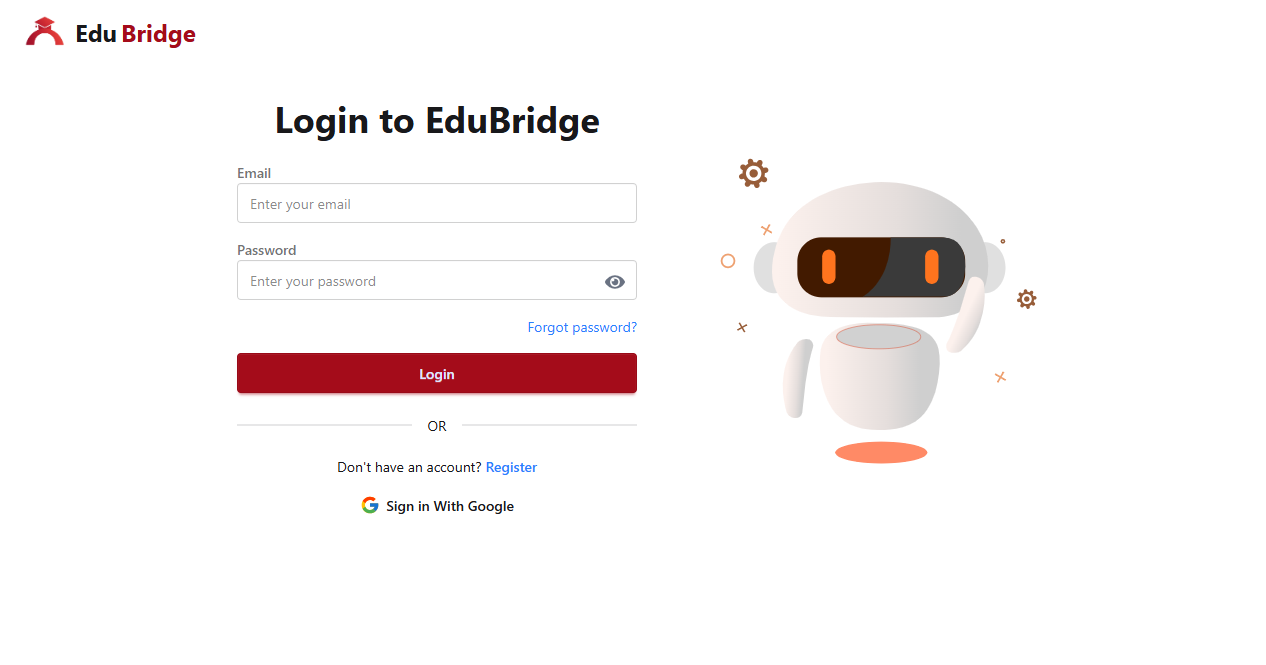 Edu Bridge
Login to EduBridge
Email
Enter your email
Password
Enter your password
Forgot password?
Login
OR
Don't have an account? Register
Sign in With Google